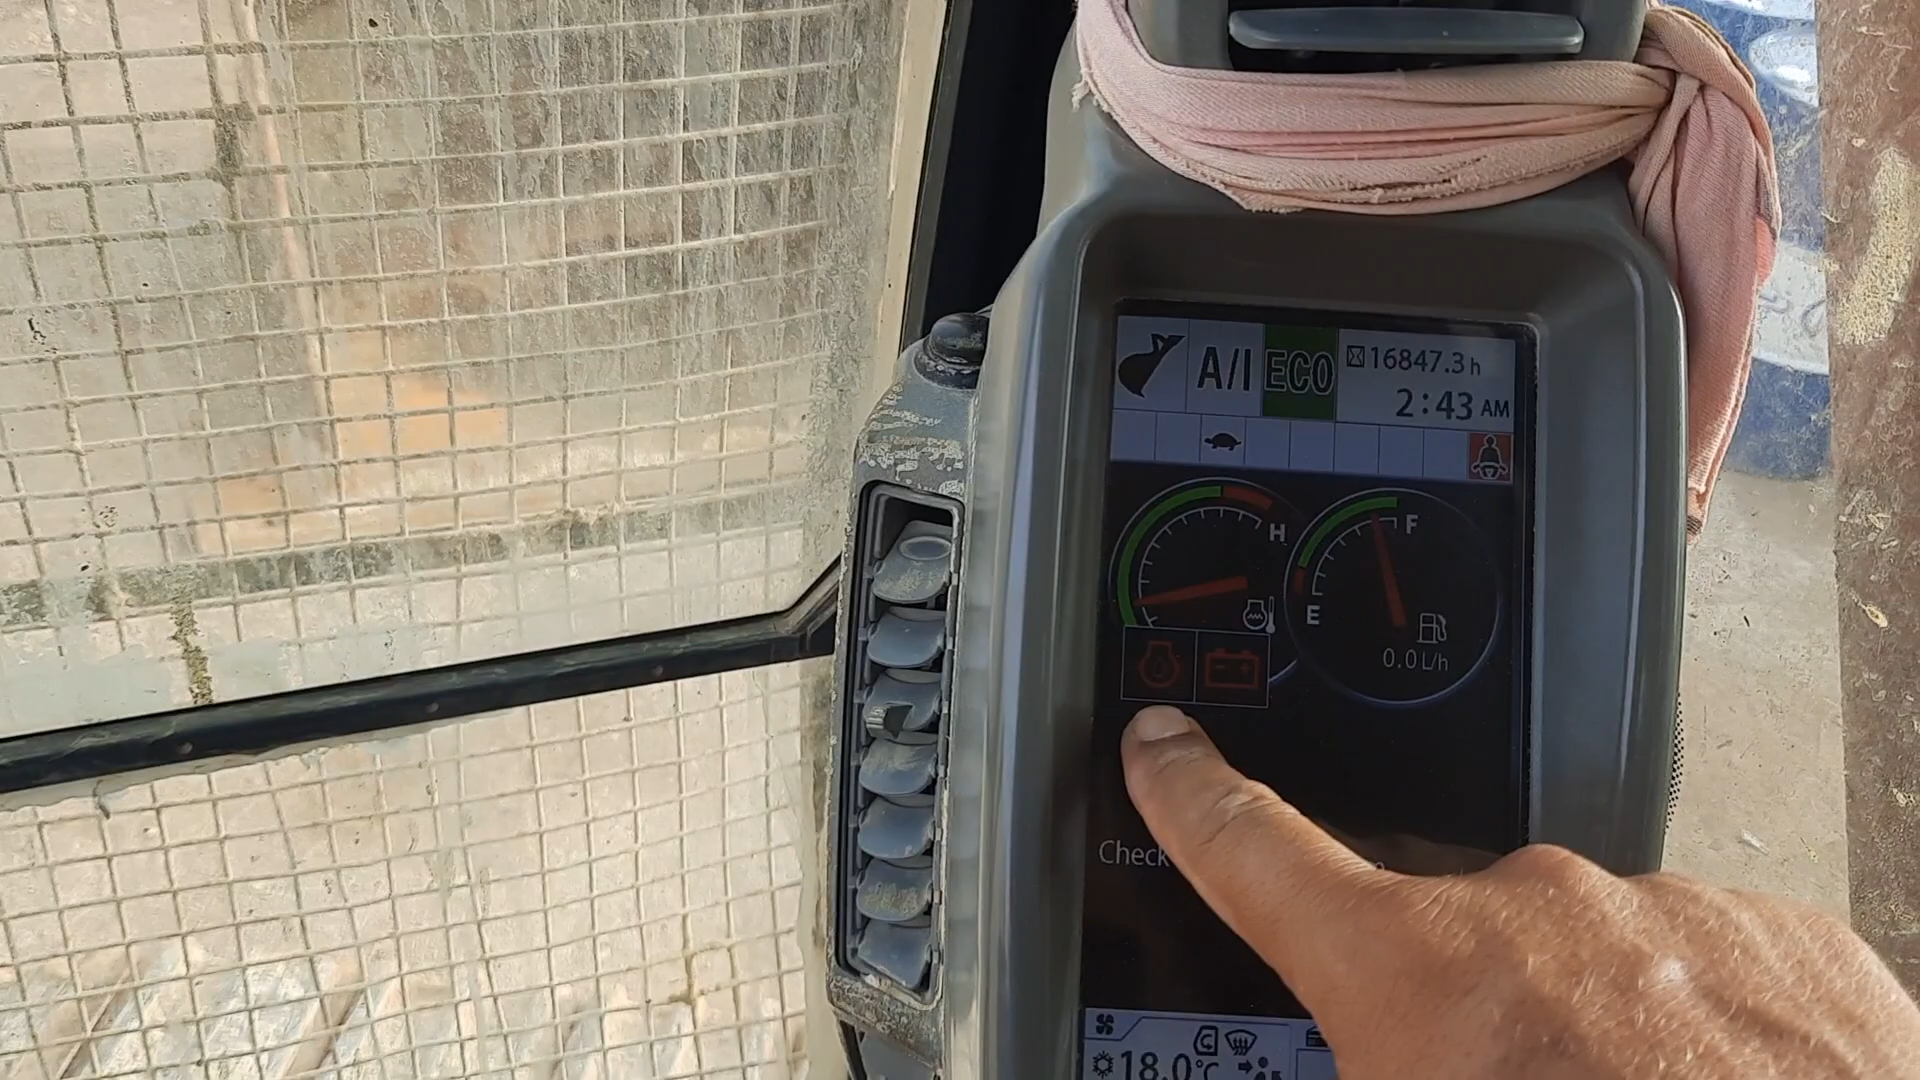 A/I ECO 16847.3 h
2:43 AM
H
F
E
0.0 L/h
Check
18.0°C